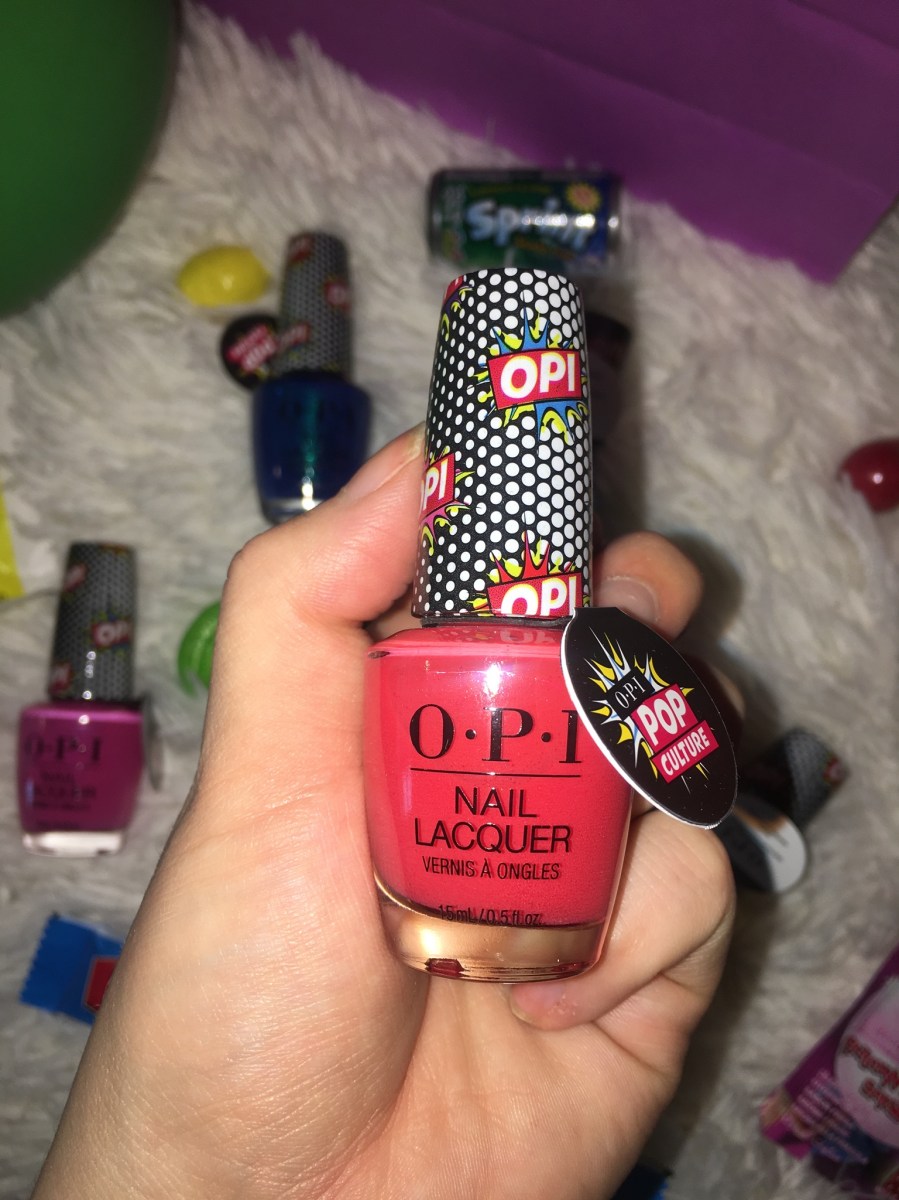 OPI
OPI
OPI
O·P·I
NAIL
LACQUER
VERNIS À ONGLES
15 mL / 0.5 fl oz.
O·P·I
POP
CULTURE
OPI
O·P·I